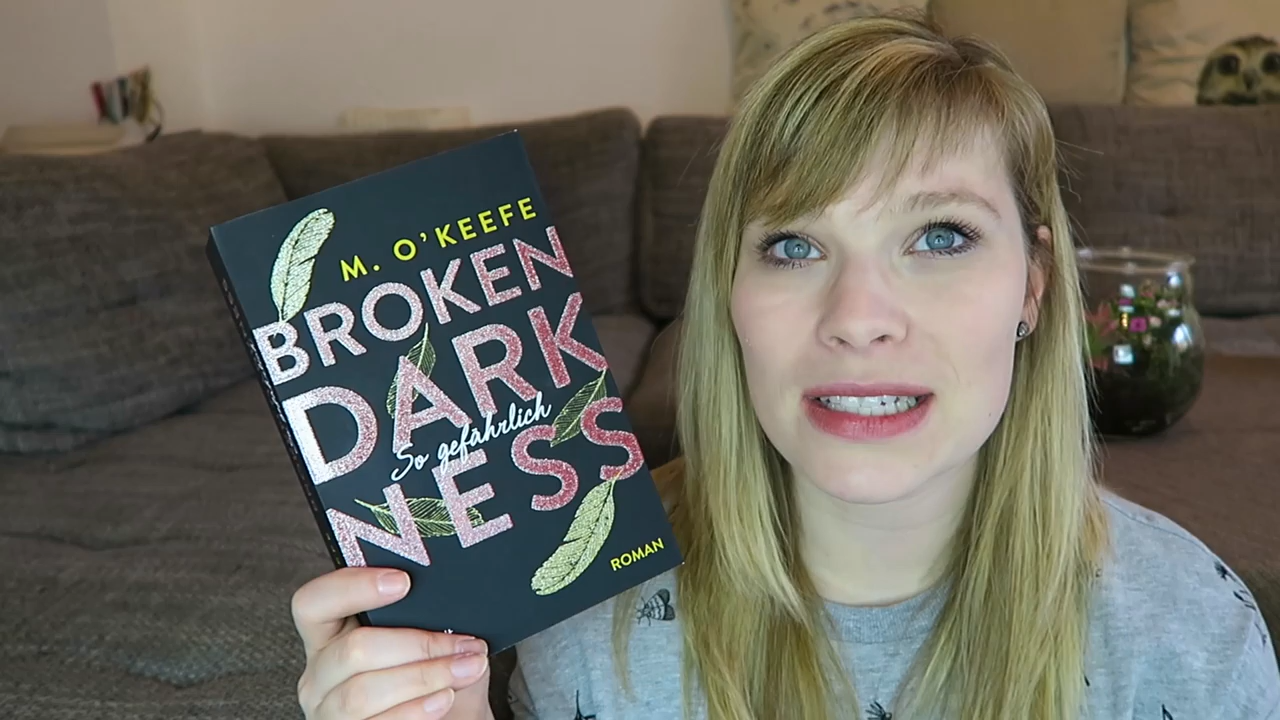 M. O'KEEFE
BROKEN
DARK
So gefährlich
NESS
ROMAN